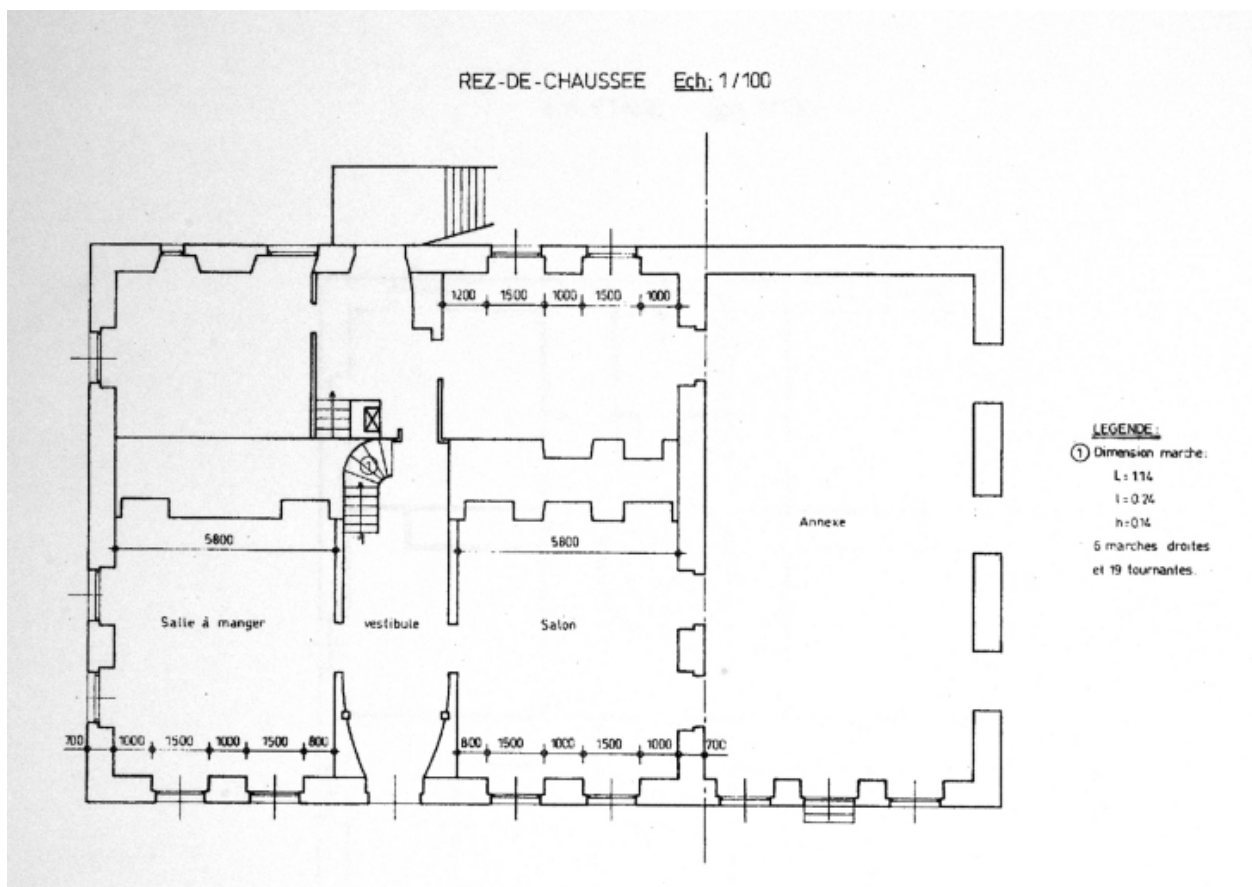 REZ-DE-CHAUSSEE Ech: 1/100
1200 1500 1000 1500 1000
LEGENDE:
1 Dimension marche:
L=1.14
l=0.24
h=0.14
6 marches droites
et 19 tournantes.
Annexe
5800 5800
Salle à manger vestibule Salon
700 1000 1500 1000 1500 800 800 1500 1000 1500 1000 700
1